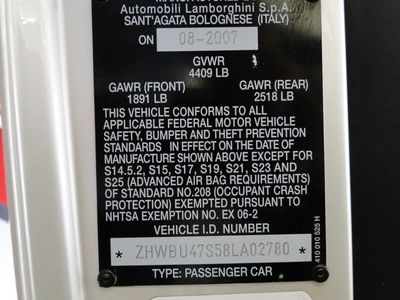 MANUFACTURED BY
Automobili Lamborghini S.p.A.
SANT'AGATA BOLOGNESE (ITALY)
ON 08-2007
GVWR
4409 LB
GAWR (FRONT) GAWR (REAR)
1891 LB 2518 LB
THIS VEHICLE CONFORMS TO ALL
APPLICABLE FEDERAL MOTOR VEHICLE
SAFETY, BUMPER AND THEFT PREVENTION
STANDARDS IN EFFECT ON THE DATE OF
MANUFACTURE SHOWN ABOVE EXCEPT FOR
S14.5.2, S15, S17, S19, S21, S23 AND
S25 (ADVANCED AIR BAG REQUIREMENTS)
OF STANDARD NO.208 (OCCUPANT CRASH
PROTECTION) EXEMPTED PURSUANT TO
NHTSA EXEMPTION NO. EX 06-2
VEHICLE I.D. NUMBER
* ZHWBU47S58LA02780 *
TYPE: PASSENGER CAR
410 010 525 H